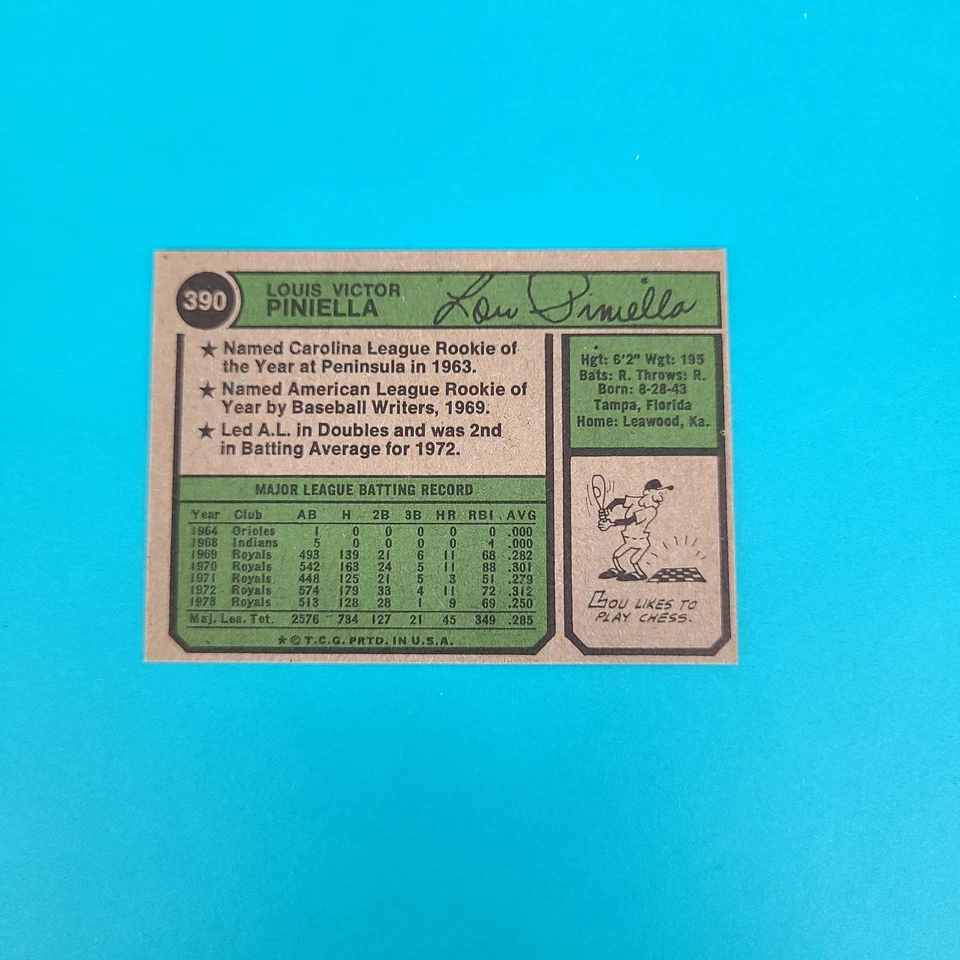 390
LOUIS VICTOR
PINIELLA
Lou Piniella
★ Named Carolina League Rookie of
the Year at Peninsula in 1963.
★ Named American League Rookie of
Year by Baseball Writers, 1969.
★ Led A.L. in Doubles and was 2nd
in Batting Average for 1972.
Hgt: 6'2" Wgt: 195
Bats: R. Throws: R.
Born: 8-28-43
Tampa, Florida
Home: Leawood, Ka.
MAJOR LEAGUE BATTING RECORD
Year Club AB H 2B 3B HR RBI AVG
1964 Orioles 1 0 0 0 0 0 .000
1968 Indians 5 0 0 0 0 1 .000
1969 Royals 493 139 21 6 11 68 .282
1970 Royals 542 163 24 5 11 88 .301
1971 Royals 448 125 21 5 3 51 .279
1972 Royals 574 179 33 4 11 72 .312
1973 Royals 513 128 28 1 9 69 .250
Maj. Lea. Tot. 2576 734 127 21 45 349 .285
* © T.C.G. PRTD. IN U.S.A.
LOU LIKES TO
PLAY CHESS.